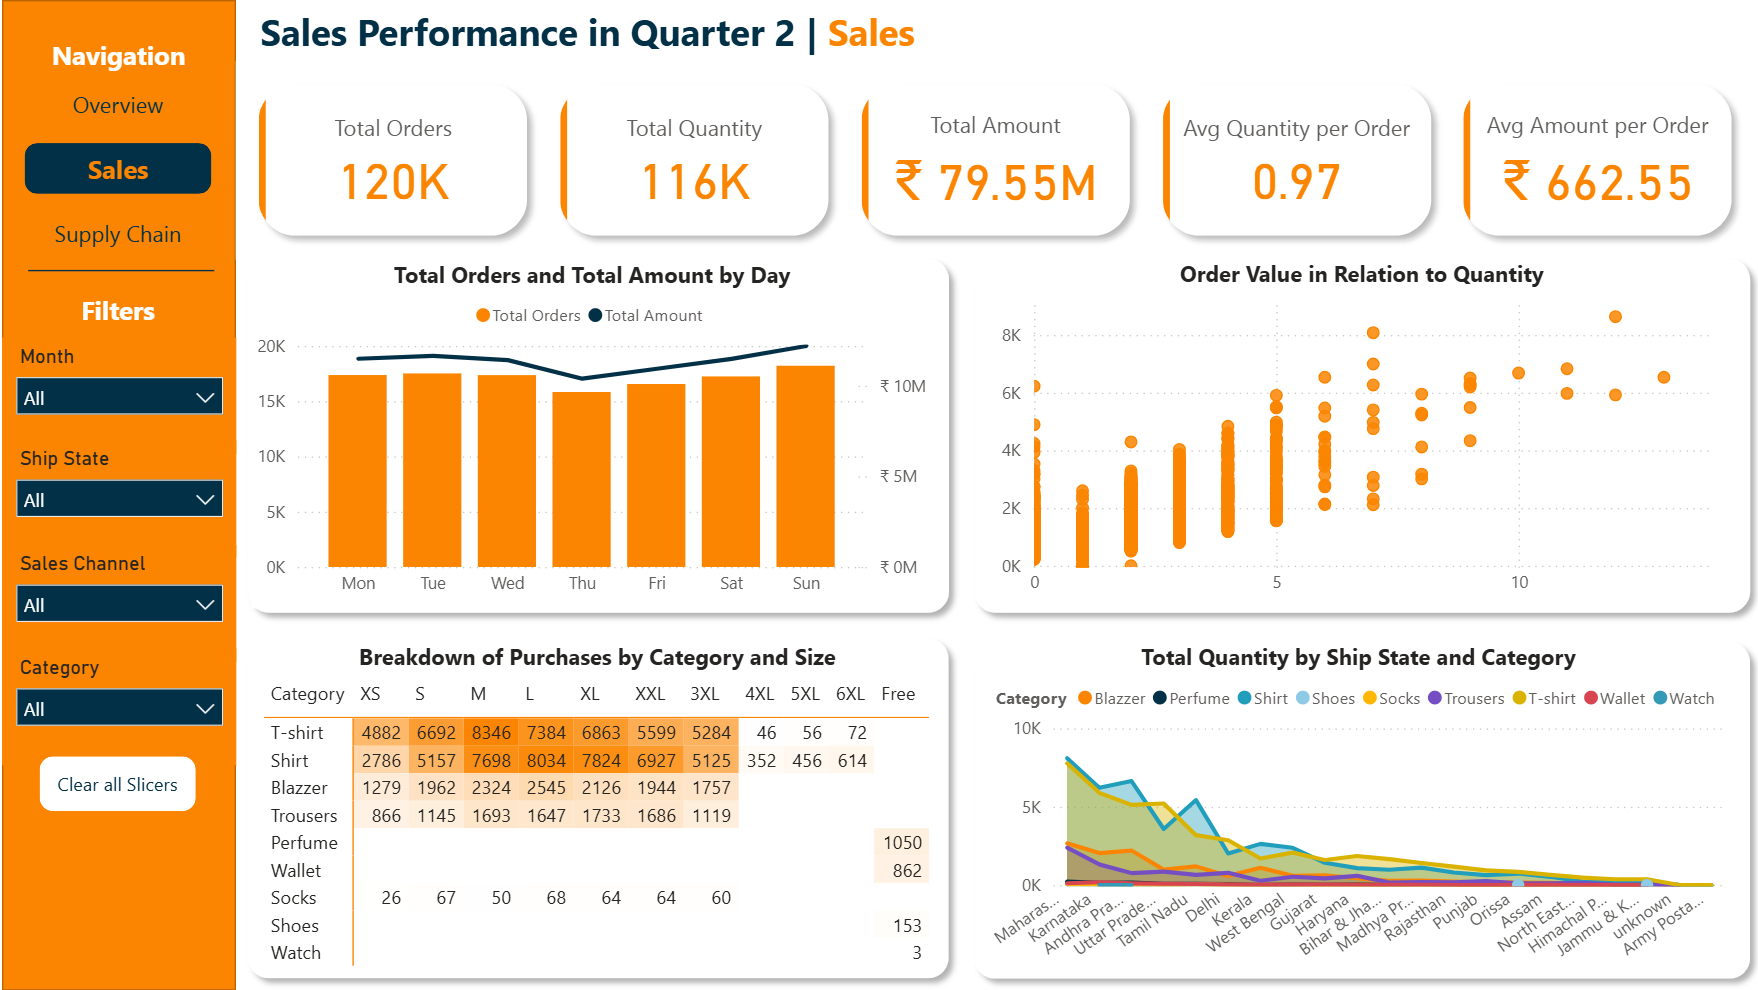 Navigation
Overview
Sales
Supply Chain
Filters
Month
All
Ship State
All
Sales Channel
All
Category
All
Clear all Slicers
Sales Performance in Quarter 2 | Sales
Total Orders
120K
Total Quantity
116K
Total Amount
₹ 79.55M
Avg Quantity per Order
0.97
Avg Amount per Order
₹ 662.55
Total Orders and Total Amount by Day
Total Orders Total Amount
20K
15K
10K
5K
0K
₹ 10M
₹ 5M
₹ 0M
Mon Tue Wed Thu Fri Sat Sun
Order Value in Relation to Quantity
8K
6K
4K
2K
0K
0 5 10
Breakdown of Purchases by Category and Size
Category XS S M L XL XXL 3XL 4XL 5XL 6XL Free
T-shirt 4882 6692 8346 7384 6863 5599 5284 46 56 72
Shirt 2786 5157 7698 8034 7824 6927 5125 352 456 614
Blazzer 1279 1962 2324 2545 2126 1944 1757
Trousers 866 1145 1693 1647 1733 1686 1119
Perfume 1050
Wallet 862
Socks 26 67 50 68 64 64 60
Shoes 153
Watch 3
Total Quantity by Ship State and Category
Category Blazzer Perfume Shirt Shoes Socks Trousers T-shirt Wallet Watch
10K
5K
0K
Maharas...
Karnataka
Andhra Pra...
Uttar Prade...
Tamil Nadu
Delhi
Kerala
West Bengal
Gujarat
Haryana
Bihar & Jha...
Madhya Pr...
Rajasthan
Punjab
Orissa
Assam
North East...
Himachal P...
Jammu & K...
unknown
Army Posta...